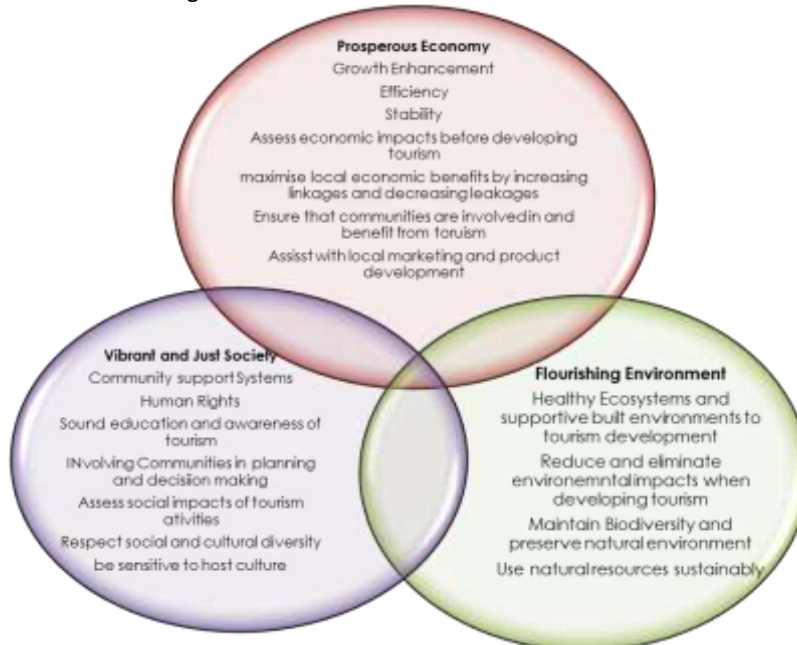 Prosperous Economy
Growth Enhancement
Efficiency
Stability
Assess economic impacts before developing
tourism
maximise local economic benefits by increasing
linkages and decreasing leakages
Ensure that communities are involved in and
benefit from toruism
Assisst with local marketing and product
development
Vibrant and Just Society
Community support Systems
Human Rights
Sound education and awareness of
tourism
INvolving Communities in planning
and decision making
Assess social impacts of tourism
ativities
Respect social and cultural diversity
be sensitive to host culture
Flourishing Environment
Healthy Ecosystems and
supportive built environments to
tourism development
Reduce and eliminate
environemntal impacts when
developing tourism
Maintain Biodiversity and
preserve natural environment
Use natural resources sustainably